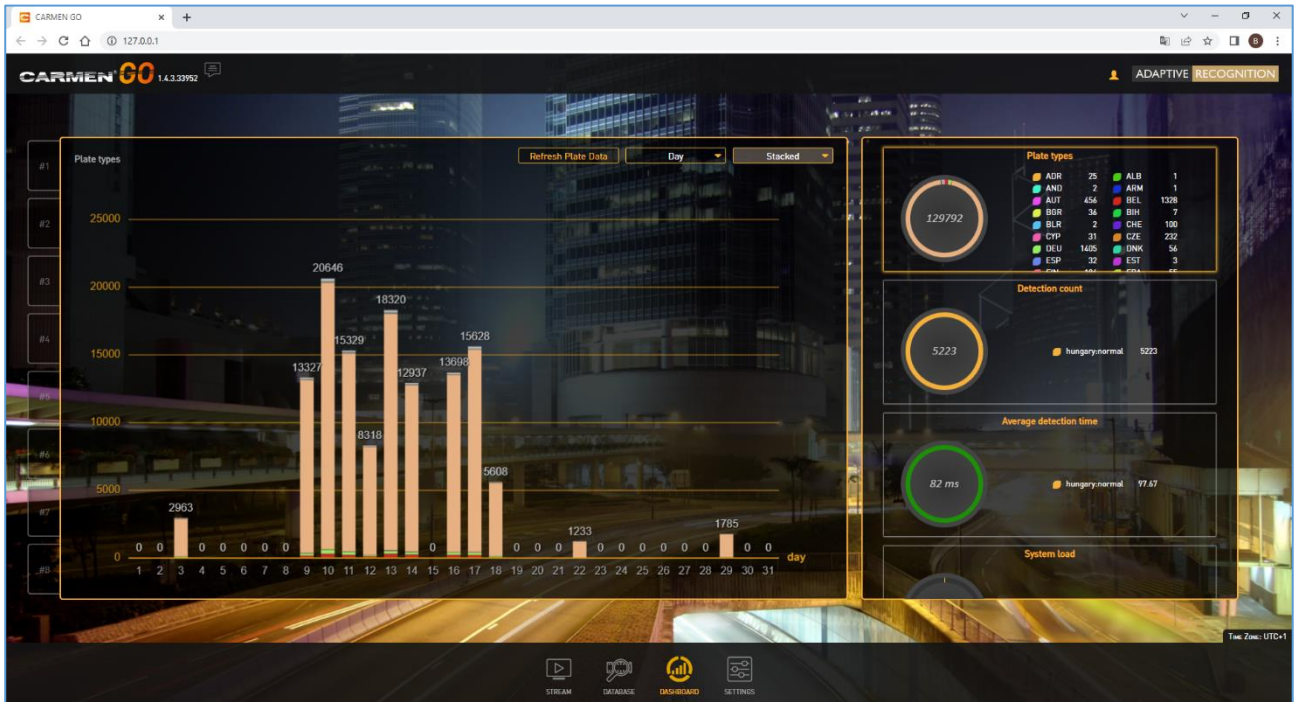 CARMEN GO
127.0.0.1
B
CARMEN® GO 1.4.3.33952
ADAPTIVE RECOGNITION
#1
#2
#3
#4
#5
#6
#7
#8
Plate types
Refresh Plate Data Day Stacked
25000
20000
15000
10000
5000
0
0 0 2963 0 0 0 0 0 13327 20646 15329 8318 18320 12937 0 13698 15628 5608 0 0 0 1233 0 0 0 0 0 0 1785 0 0
1 2 3 4 5 6 7 8 9 10 11 12 13 14 15 16 17 18 19 20 21 22 23 24 25 26 27 28 29 30 31
day
Plate types
129792
ADR 25 ALB 1
AND 2 ARM 1
AUT 456 BEL 1328
BGR 36 BIH 7
BLR 2 CHE 100
CYP 31 CZE 232
DEU 1405 DNK 56
ESP 32 EST 3
Detection count
5223
hungary:normal 5223
Average detection time
82 ms
hungary:normal 97.67
System load
Time Zone: UTC+1
STREAM
DATABASE
DASHBOARD
SETTINGS